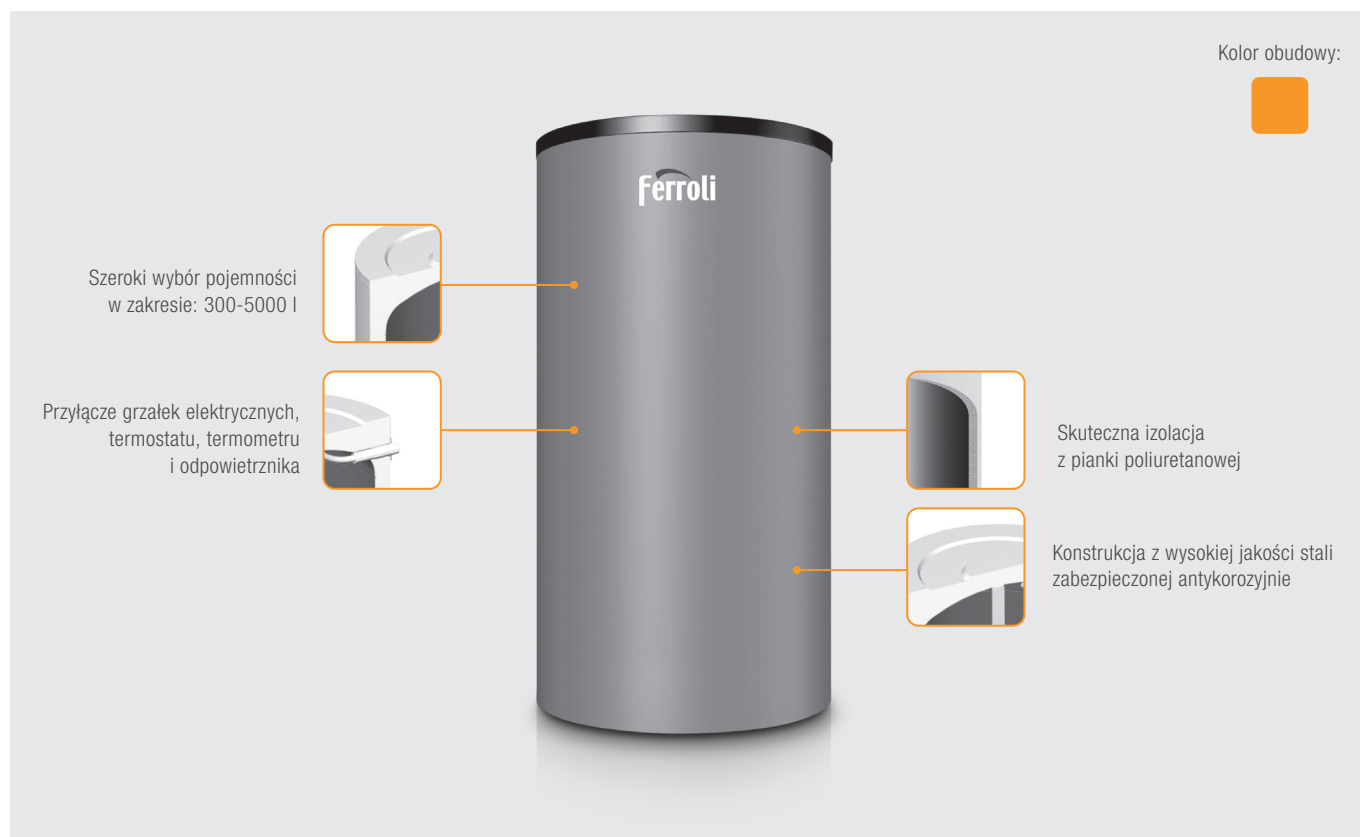 Kolor obudowy:
Ferroli
Szeroki wybór pojemności
w zakresie: 300-5000 l
Przyłącze grzałek elektrycznych,
termostatu, termometru
i odpowietrznika
Skuteczna izolacja
z pianki poliuretanowej
Konstrukcja z wysokiej jakości stali
zabezpieczonej antykorozyjnie